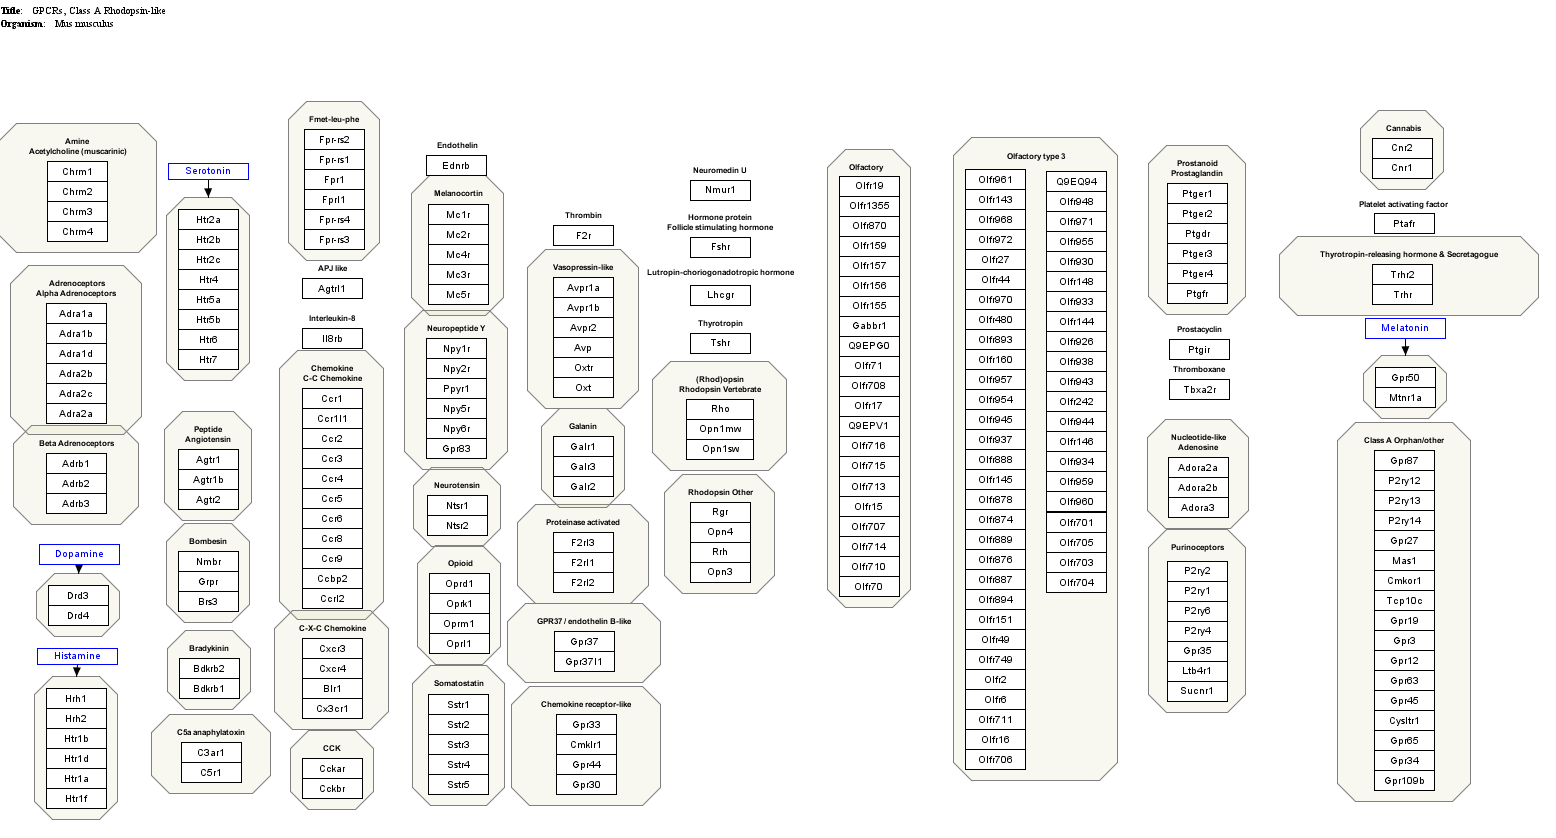 Title: GPCRs, Class A Rhodopsin-like
Organism: Mus musculus
Amine
Acetylcholine (muscarinic)
Chrm1
Chrm2
Chrm3
Chrm4
Adrenoceptors
Alpha Adrenoceptors
Adra1a
Adra1b
Adra1d
Adra2b
Adra2c
Adra2a
Beta Adrenoceptors
Adrb1
Adrb2
Adrb3
Dopamine
Drd3
Drd4
Histamine
Hrh1
Hrh2
Htr1b
Htr1d
Htr1a
Htr1f
Serotonin
Htr2a
Htr2b
Htr2c
Htr4
Htr5a
Htr5b
Htr6
Htr7
Peptide
Angiotensin
Agtr1
Agtr1b
Agtr2
Bombesin
Nmbr
Grpr
Brs3
Bradykinin
Bdkrb2
Bdkrb1
C5a anaphylatoxin
C3ar1
C5r1
Fmet-leu-phe
Fpr-rs2
Fpr-rs1
Fpr1
Fprl1
Fpr-rs4
Fpr-rs3
APJ like
Agtrl1
Interleukin-8
Il8rb
Chemokine
C-C Chemokine
Ccr1
Ccr1l1
Ccr2
Ccr3
Ccr4
Ccr5
Ccr6
Ccr8
Ccr9
Ccbp2
Ccrl2
C-X-C Chemokine
Cxcr3
Cxcr4
Blr1
Cx3cr1
CCK
Cckar
Cckbr
Endothelin
Ednrb
Melanocortin
Mc1r
Mc2r
Mc4r
Mc3r
Mc5r
Neuropeptide Y
Npy1r
Npy2r
Ppyr1
Npy5r
Npy6r
Gpr83
Neurotensin
Ntsr1
Ntsr2
Opioid
Oprd1
Oprk1
Oprm1
Oprl1
Somatostatin
Sstr1
Sstr2
Sstr3
Sstr4
Sstr5
Thrombin
F2r
Vasopressin-like
Avpr1a
Avpr1b
Avpr2
Avp
Oxtr
Oxt
Galanin
Galr1
Galr3
Galr2
Proteinase activated
F2rl3
F2rl1
F2rl2
GPR37 / endothelin B-like
Gpr37
Gpr37l1
Chemokine receptor-like
Gpr33
Cmklr1
Gpr44
Gpr30
Neuromedin U
Nmur1
Hormone protein
Follicle stimulating hormone
Fshr
Lutropin-choriogonadotropic hormone
Lhcgr
Thyrotropin
Tshr
(Rhod)opsin
Rhodopsin Vertebrate
Rho
Opn1mw
Opn1sw
Rhodopsin Other
Rgr
Opn4
Rrh
Opn3
Olfactory
Olfr19
Olfr1355
Olfr870
Olfr159
Olfr157
Olfr156
Olfr155
Gabbr1
Q9EPG0
Olfr71
Olfr708
Olfr17
Q9EPV1
Olfr716
Olfr715
Olfr713
Olfr15
Olfr707
Olfr714
Olfr710
Olfr70
Olfactory type 3
Olfr961
Olfr143
Olfr968
Olfr972
Olfr27
Olfr44
Olfr970
Olfr480
Olfr893
Olfr160
Olfr957
Olfr954
Olfr945
Olfr937
Olfr888
Olfr145
Olfr878
Olfr874
Olfr889
Olfr876
Olfr887
Olfr894
Olfr151
Olfr49
Olfr749
Olfr2
Olfr6
Olfr711
Olfr16
Olfr706
Q9EQ94
Olfr948
Olfr971
Olfr955
Olfr930
Olfr148
Olfr933
Olfr144
Olfr926
Olfr938
Olfr943
Olfr242
Olfr944
Olfr146
Olfr934
Olfr959
Olfr960
Olfr701
Olfr705
Olfr703
Olfr704
Prostanoid
Prostaglandin
Ptger1
Ptger2
Ptgdr
Ptger3
Ptger4
Ptgfr
Prostacyclin
Ptgir
Thromboxane
Tbxa2r
Nucleotide-like
Adenosine
Adora2a
Adora2b
Adora3
Purinoceptors
P2ry2
P2ry1
P2ry6
P2ry4
Gpr35
Ltb4r1
Sucnr1
Cannabis
Cnr2
Cnr1
Platelet activating factor
Ptafr
Thyrotropin-releasing hormone & Secretagogue
Trhr2
Trhr
Melatonin
Gpr50
Mtnr1a
Class A Orphan/other
Gpr87
P2ry12
P2ry13
P2ry14
Gpr27
Mas1
Cmkor1
Tcp10c
Gpr19
Gpr3
Gpr12
Gpr63
Gpr45
Cysltr1
Gpr65
Gpr34
Gpr109b